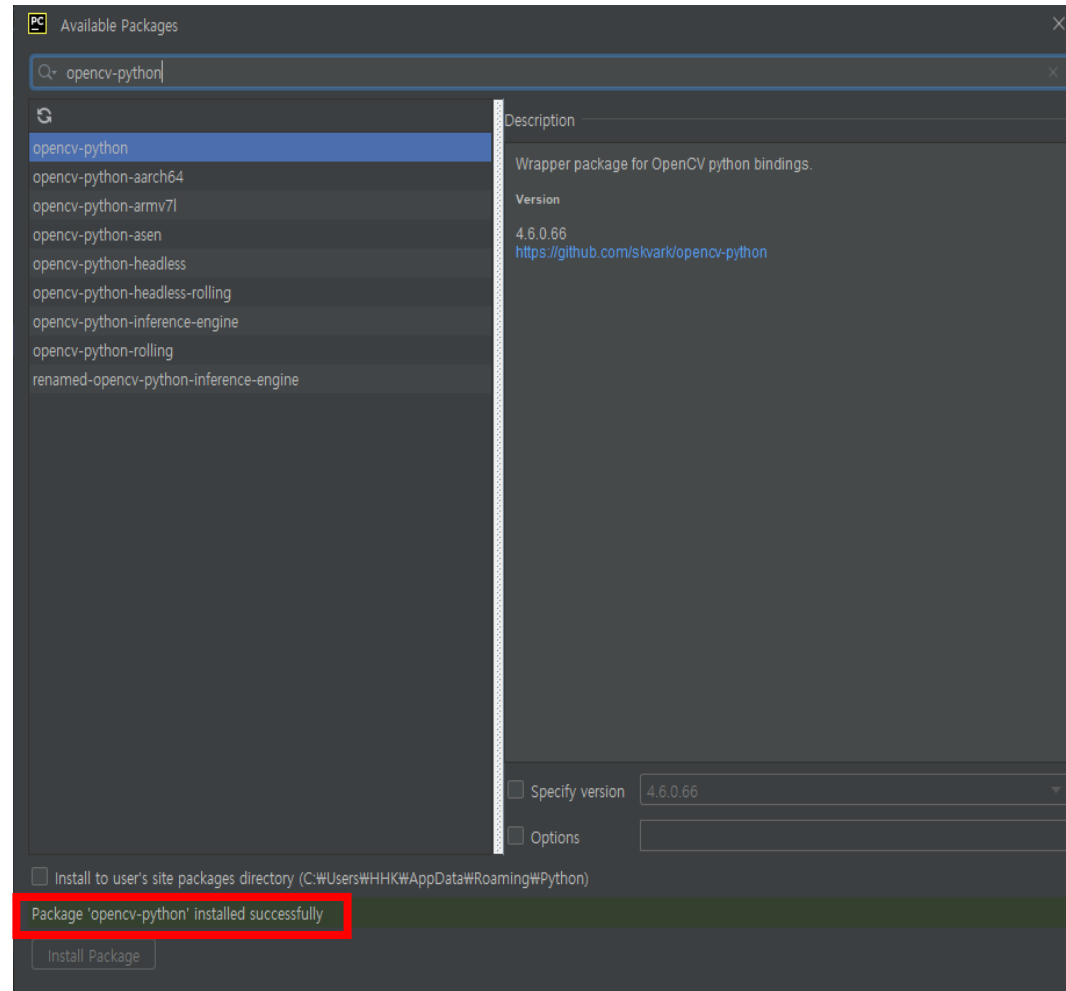 PC Available Packages
opencv-python
opencv-python
opencv-python-aarch64
opencv-python-armv7l
opencv-python-asen
opencv-python-headless
opencv-python-headless-rolling
opencv-python-inference-engine
opencv-python-rolling
renamed-opencv-python-inference-engine
Description
Wrapper package for OpenCV python bindings.
Version
4.6.0.66
https://github.com/skvark/opencv-python
Specify version 4.6.0.66
Options
Install to user's site packages directory (C:₩Users₩HHK₩AppData₩Roaming₩Python)
Package 'opencv-python' installed successfully
Install Package